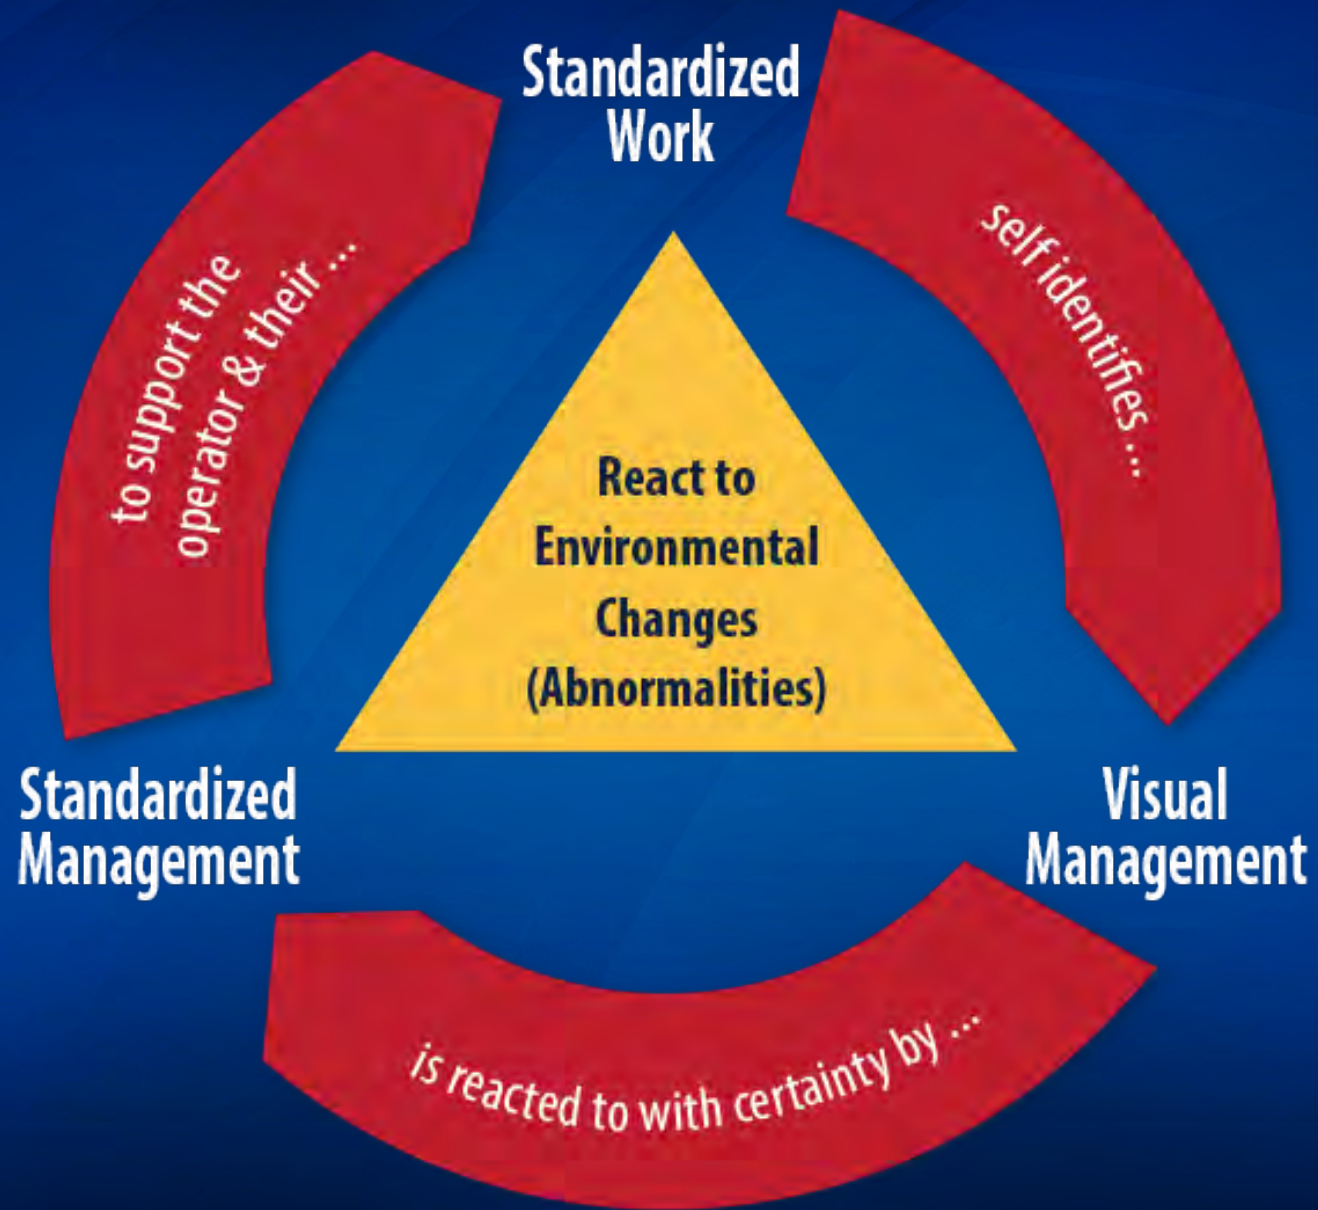 Standardized
Work
self identifies ...
Visual
Management
is reacted to with certainty by ...
Standardized
Management
to support the
operator & their ...
React to
Environmental
Changes
(Abnormalities)